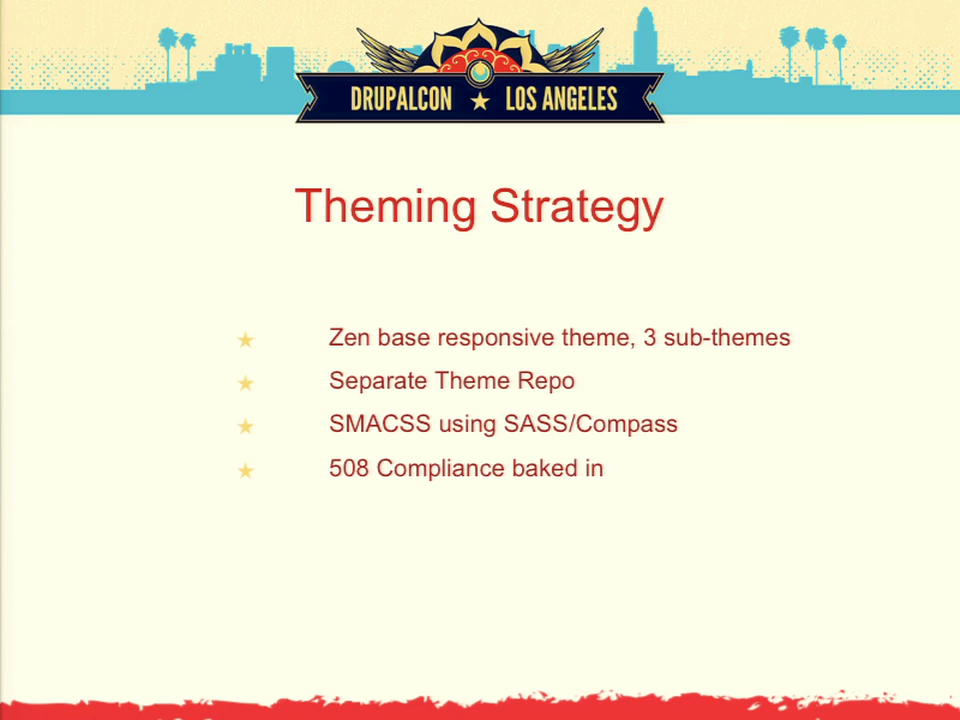 DRUPALCON ★ LOS ANGELES
Theming Strategy
★ Zen base responsive theme, 3 sub-themes
★ Separate Theme Repo
★ SMACSS using SASS/Compass
★ 508 Compliance baked in